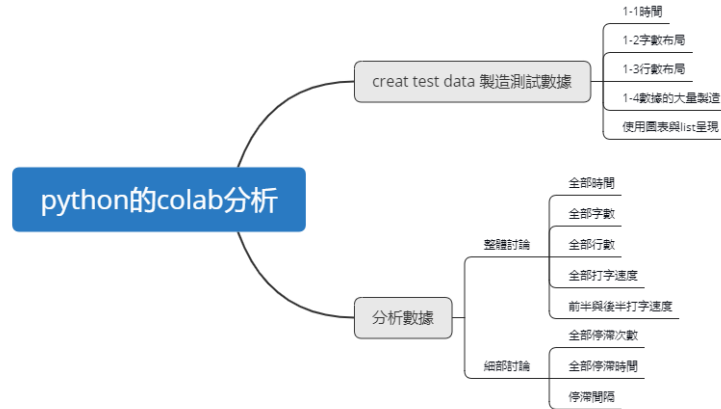 python的colab分析
creat test data 製造測試數據
1-1時間
1-2字數布局
1-3行數布局
1-4數據的大量製造
使用圖表與list呈現
分析數據
整體討論
全部時間
全部字數
全部行數
全部打字速度
前半與後半打字速度
細部討論
全部停滯次數
全部停滯時間
停滯間隔